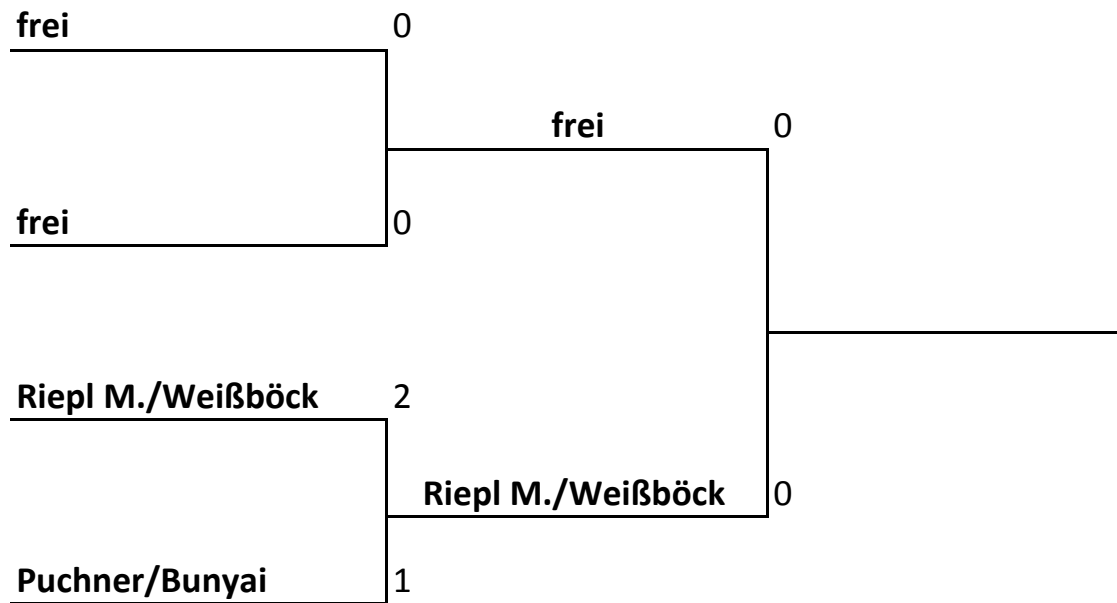 frei 0
frei 0
frei 0
Riepl M./Weißböck 2
Riepl M./Weißböck 0
Puchner/Bunyai 1